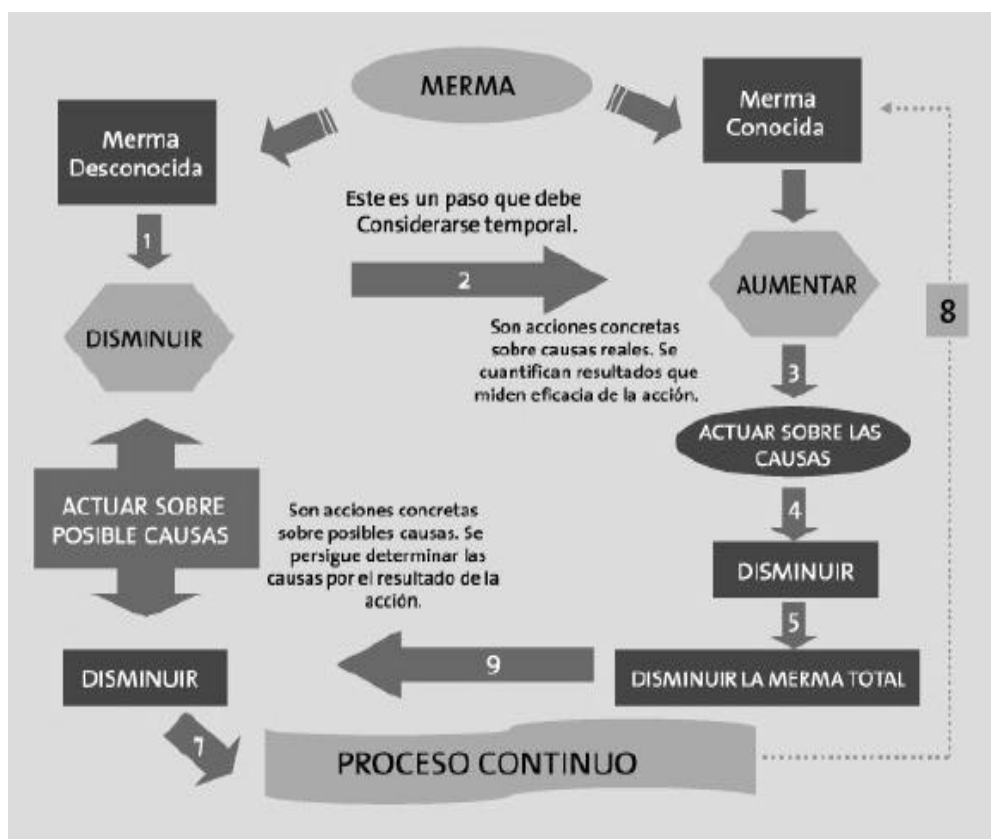 MERMA
Merma
Desconocida
Merma
Conocida
1
Este es un paso que debe
Considerarse temporal.
2
DISMINUIR
AUMENTAR
8
Son acciones concretas
sobre causas reales. Se
cuantifican resultados que
miden eficacia de la acción.
3
ACTUAR SOBRE LAS
CAUSAS
ACTUAR SOBRE
POSIBLE CAUSAS
4
Son acciones concretas
sobre posibles causas. Se
persigue determinar las
causas por el resultado de la
acción.
DISMINUIR
5
DISMINUIR
9
DISMINUIR LA MERMA TOTAL
7
PROCESO CONTINUO